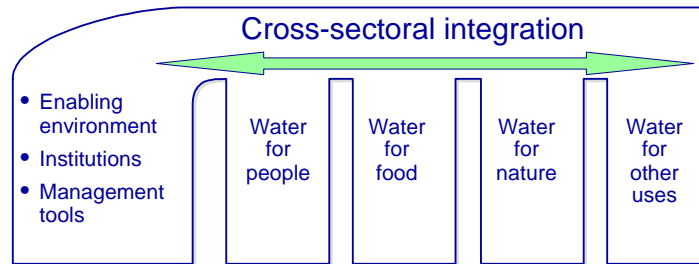 Cross-sectoral integration
• Enabling
environment
• Institutions
• Management
tools
Water
for
people
Water
for
food
Water
for
nature
Water
for
other
uses